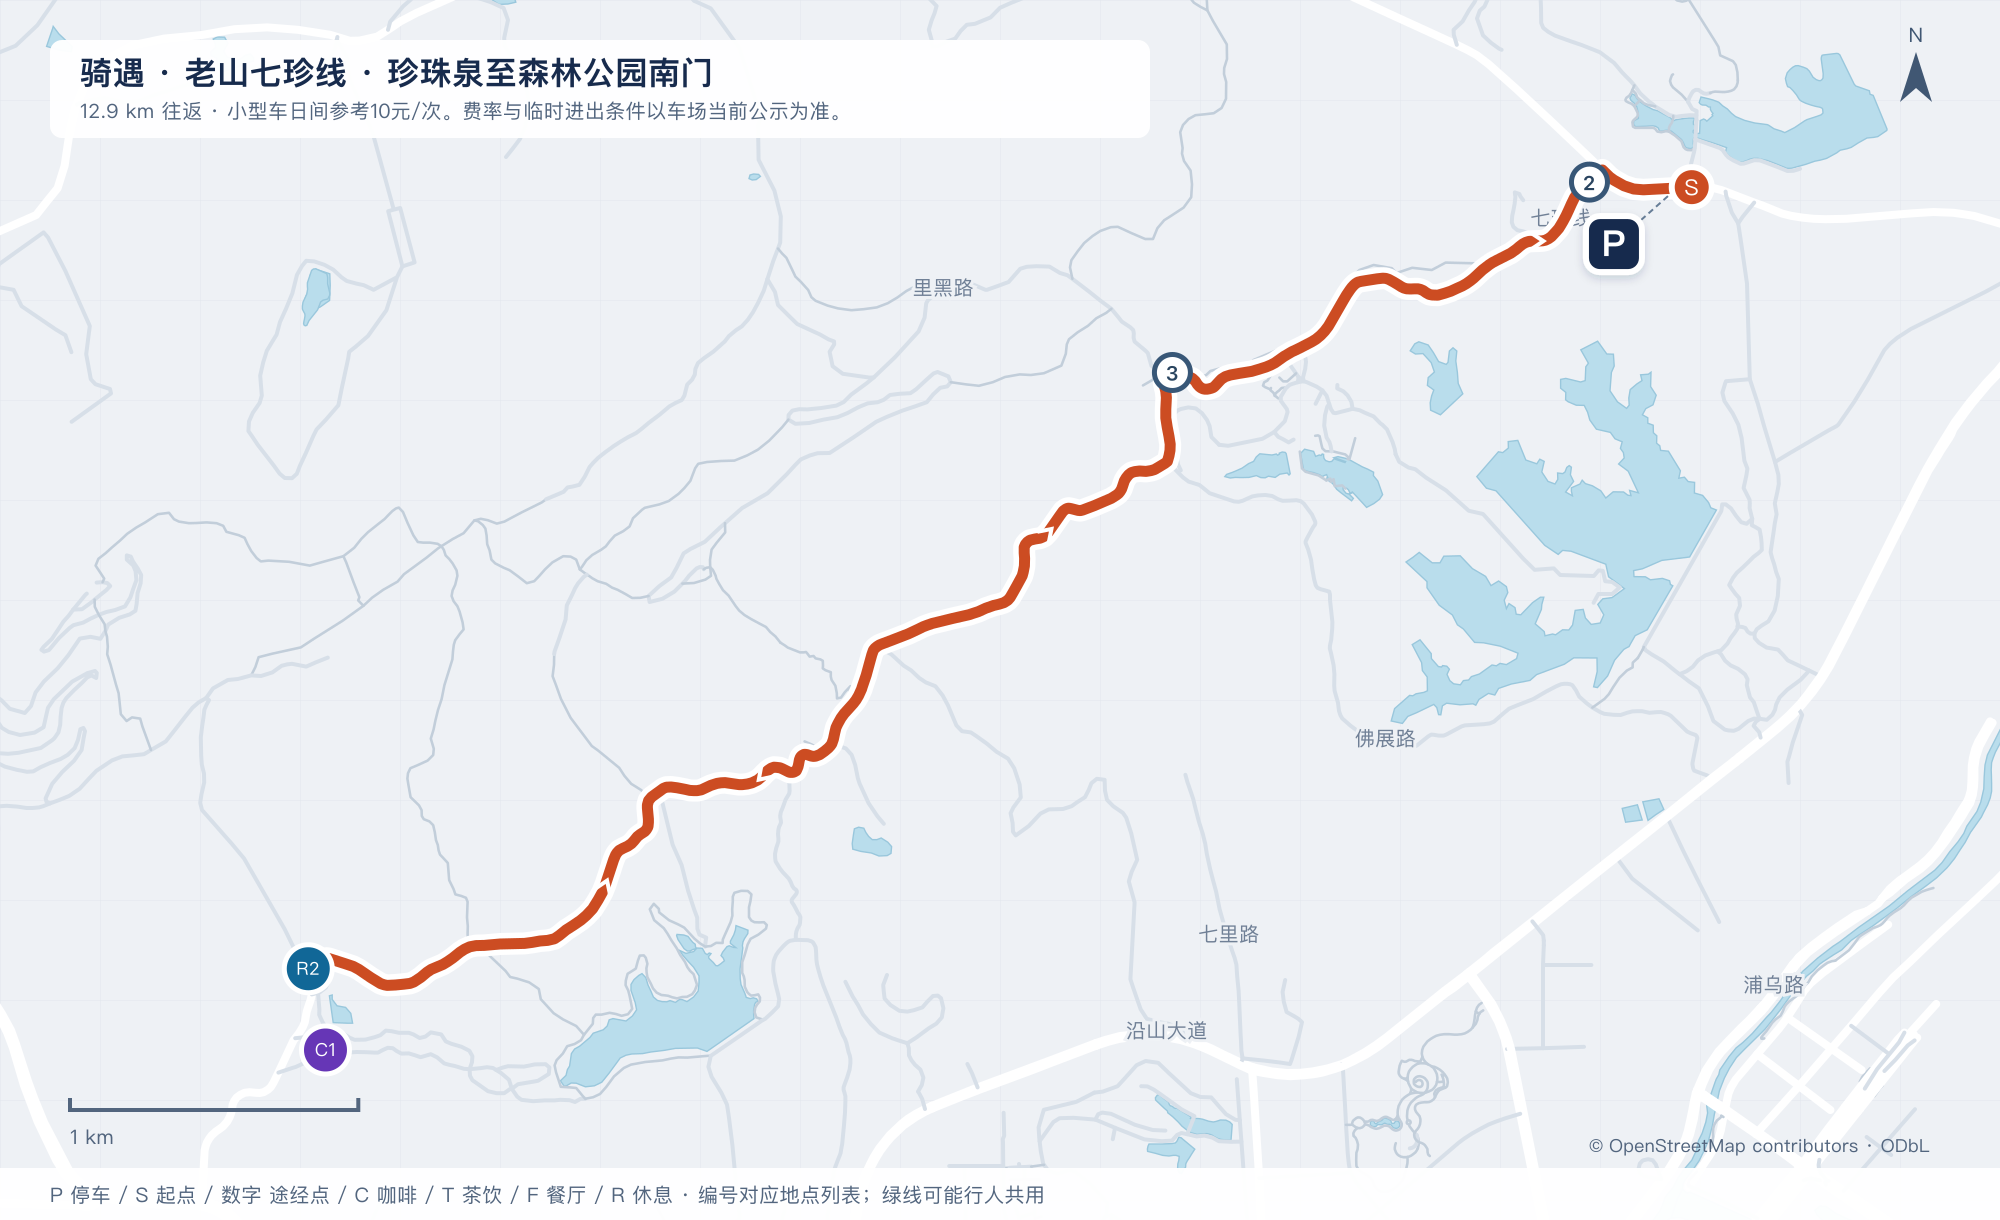 骑遇 · 老山七珍线 · 珍珠泉至森林公园南门
12.9 km 往返 · 小型车日间参考10元/次。费率与临时进出条件以车场当前公示为准。
N
2
S
P
里黑路
3
佛展路
七里路
浦乌路
沿山大道
R2
C1
1 km
© OpenStreetMap contributors · ODbL
P 停车 / S 起点 / 数字 途经点 / C 咖啡 / T 茶饮 / F 餐厅 / R 休息 · 编号对应地点列表；绿线可能行人共用